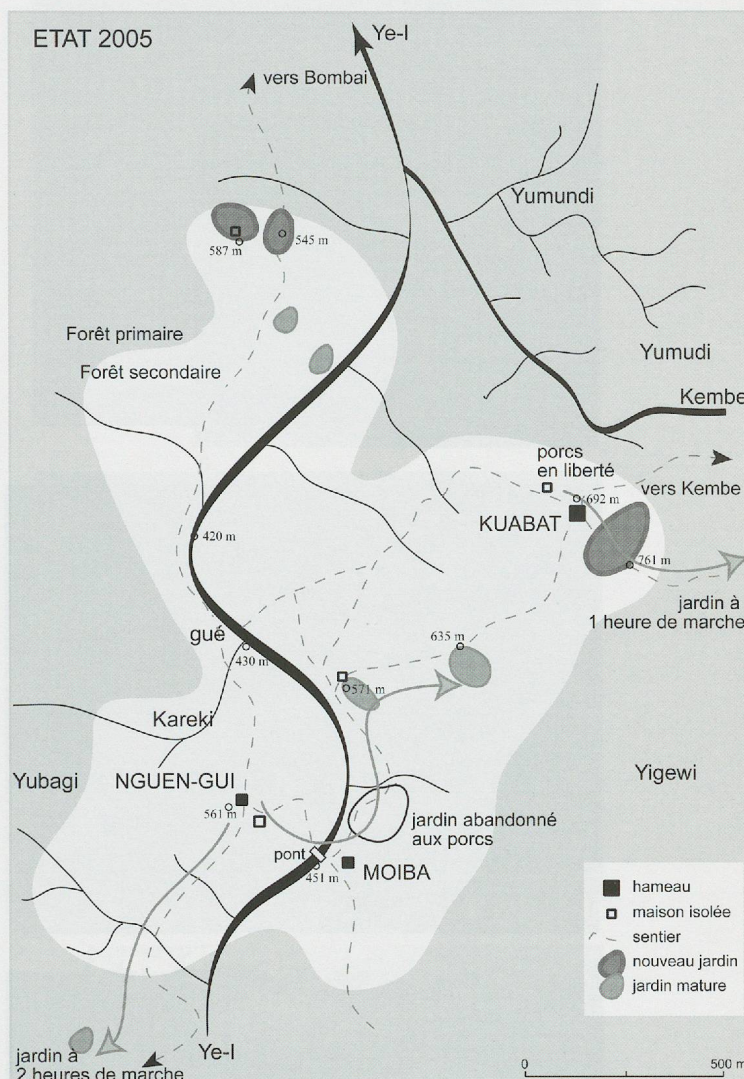 ETAT 2005
Ye-I
vers Bombai
Yumundi
587 m
545 m
Forêt primaire
Forêt secondaire
Yumudi
Kembe
porcs
en liberté
692 m
vers Kembe
KUABAT
420 m
761 m
jardin à
1 heure de marche
gué
430 m
635 m
571 m
Kareki
Yubagi
NGUEN-GUI
Yigewi
561 m
jardin abandonné
aux porcs
pont
451 m
MOIBA
hameau
maison isolée
sentier
nouveau jardin
jardin mature
jardin à
2 heures de marche
Ye-I
0
500 m